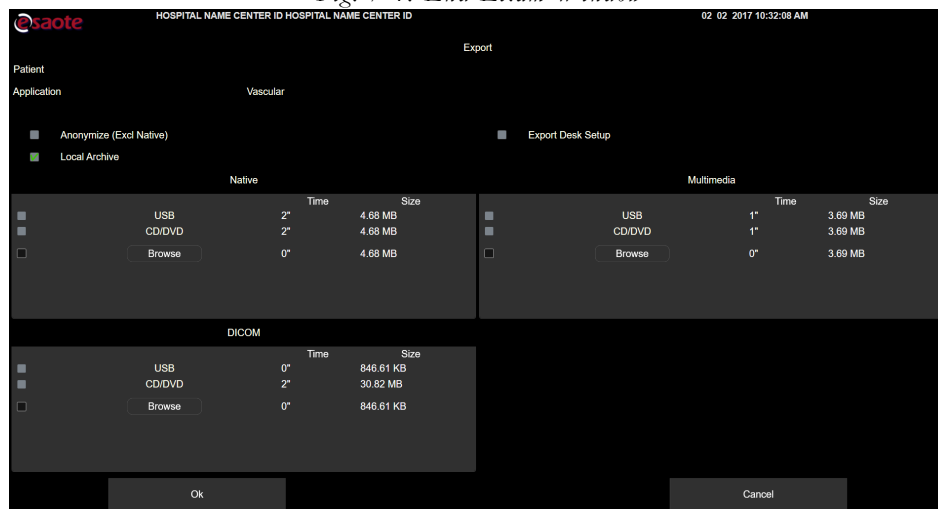 esaote
HOSPITAL NAME CENTER ID HOSPITAL NAME CENTER ID
02 02 2017 10:32:08 AM
Export
Patient
Application Vascular
Anonymize (Excl Native) Export Desk Setup
Local Archive
Native
Time Size
USB 2" 4.68 MB
CD/DVD 2" 4.68 MB
Browse 0" 4.68 MB
Multimedia
Time Size
USB 1" 3.69 MB
CD/DVD 1" 3.69 MB
Browse 0" 3.69 MB
DICOM
Time Size
USB 0" 846.61 KB
CD/DVD 2" 30.82 MB
Browse 0" 846.61 KB
Ok Cancel